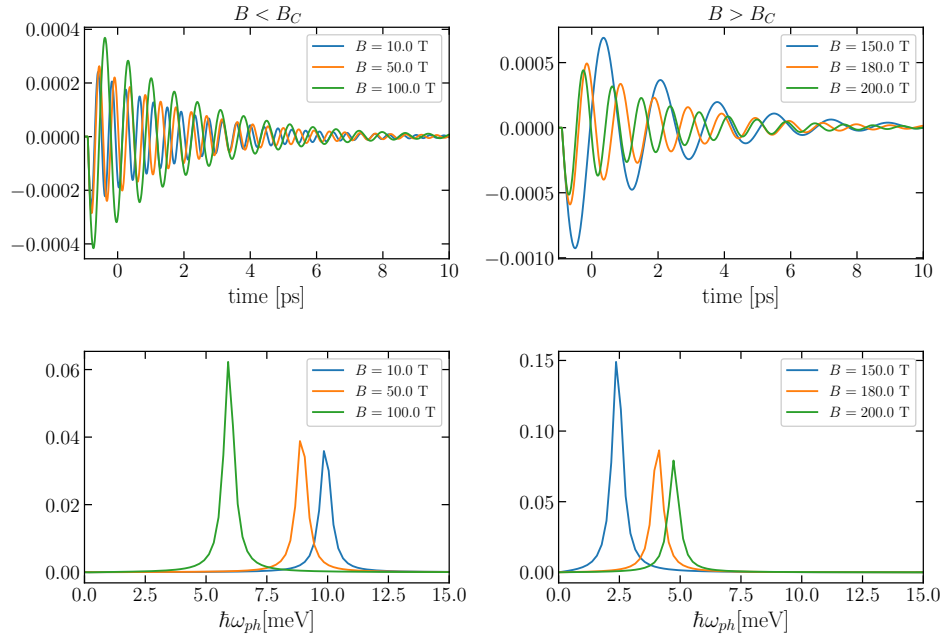 B < B_C
0.0004
0.0002
0.0000
−0.0002
−0.0004
B = 10.0 T
B = 50.0 T
B = 100.0 T
0 2 4 6 8 10
time [ps]
B > B_C
0.0005
0.0000
−0.0005
−0.0010
B = 150.0 T
B = 180.0 T
B = 200.0 T
0 2 4 6 8 10
time [ps]
0.06
0.04
0.02
0.00
B = 10.0 T
B = 50.0 T
B = 100.0 T
0.0 2.5 5.0 7.5 10.0 12.5 15.0
ħω_ph[meV]
0.15
0.10
0.05
0.00
B = 150.0 T
B = 180.0 T
B = 200.0 T
0.0 2.5 5.0 7.5 10.0 12.5 15.0
ħω_ph[meV]